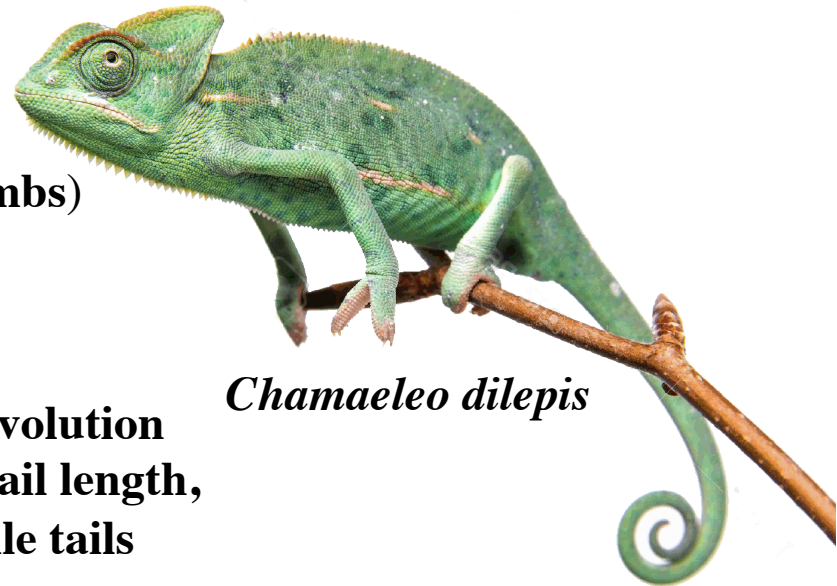 mbs)
Chamaeleo dilepis
volution
ail length,
le tails